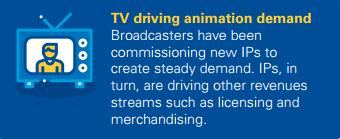 TV driving animation demand
Broadcasters have been
commissioning new IPs to
create steady demand. IPs, in
turn, are driving other revenues
streams such as licensing and
merchandising.